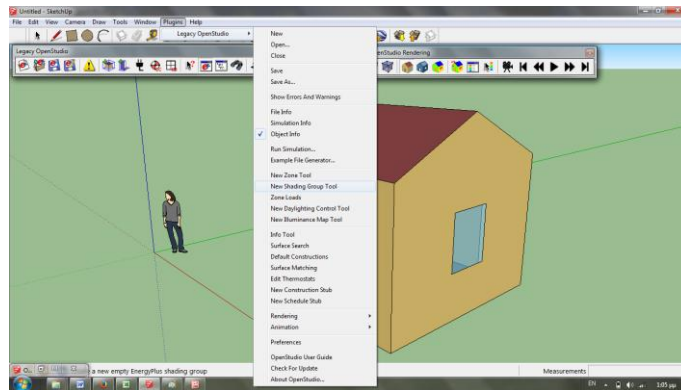 Untitled - SketchUp
File Edit View Camera Draw Tools Window Plugins Help
Legacy OpenStudio
Legacy OpenStudio
OpenStudio Rendering
New
Open...
Close
Save
Save As...
Show Errors And Warnings
File Info
Simulation Info
Object Info
Run Simulation...
Example File Generator...
New Zone Tool
New Shading Group Tool
Zone Loads
New Daylighting Control Tool
New Illuminance Map Tool
Info Tool
Surface Search
Default Constructions
Surface Matching
Edit Thermostats
New Construction Stub
New Schedule Stub
Rendering
Animation
Preferences
OpenStudio User Guide
Check For Update
About OpenStudio...
a new empty EnergyPlus shading group
Measurements
EN
1:05 μμ